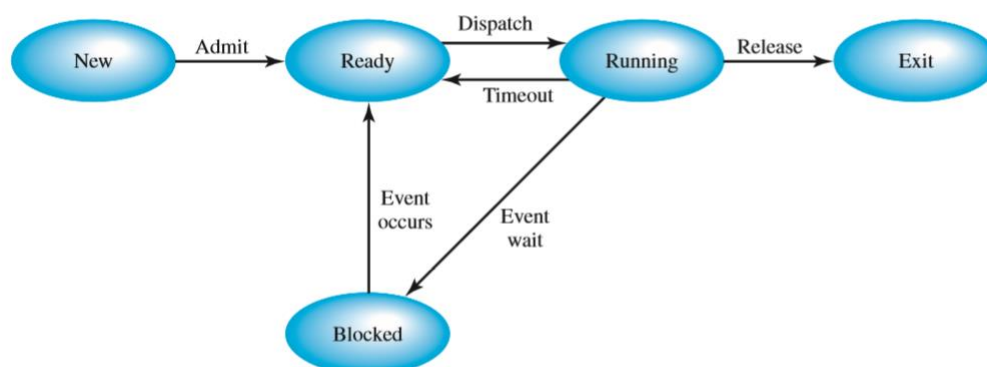 Dispatch
New
Admit
Ready
Running
Release
Exit
Timeout
Event
occurs
Event
wait
Blocked